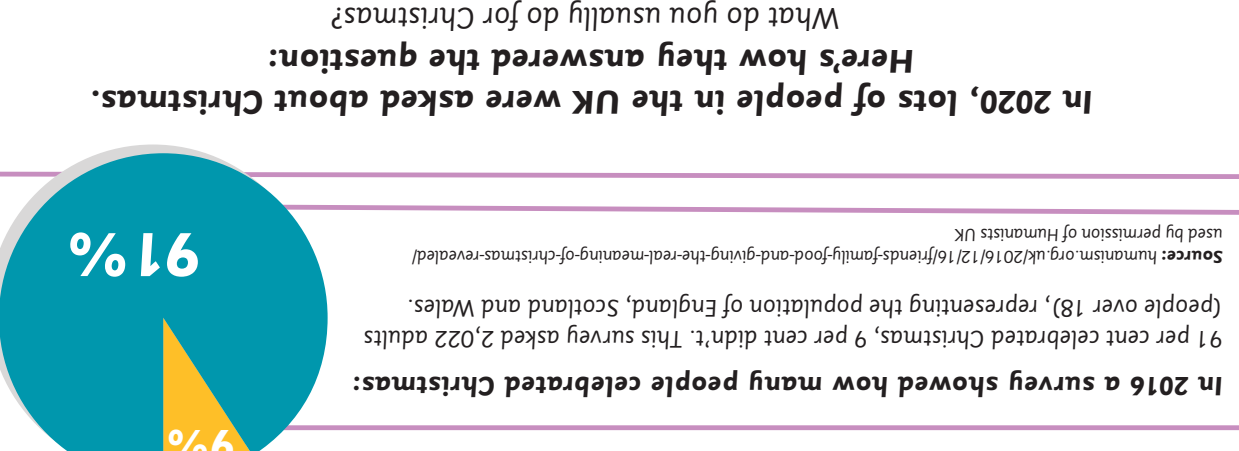 In 2016 a survey showed how many people celebrated Christmas:
91 per cent celebrated Christmas, 9 per cent didn't. This survey asked 2,022 adults
(people over 18), representing the population of England, Scotland and Wales.
Source: humanism.org.uk/2016/12/16/friends-family-food-and-giving-the-real-meaning-of-christmas-revealed/
used by permission of Humanists UK
9%
91%
In 2020, lots of people in the UK were asked about Christmas.
Here's how they answered the question:
What do you usually do for Christmas?